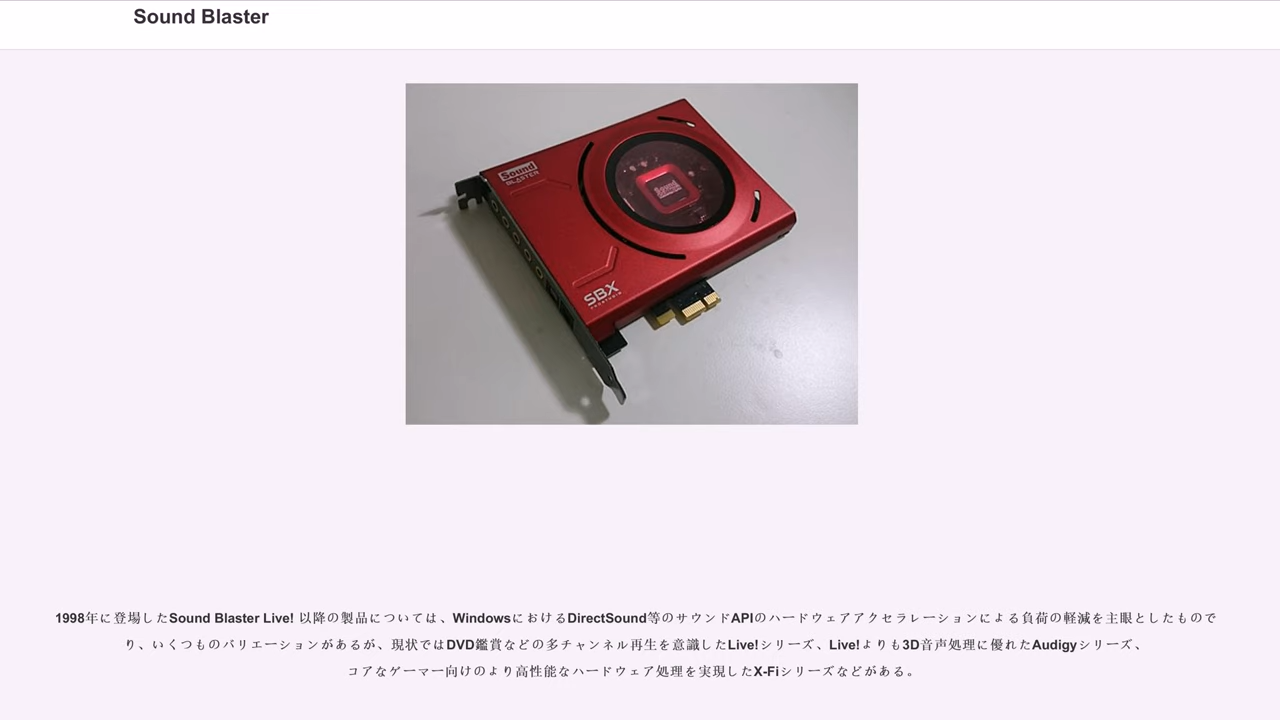 Sound Blaster
Sound
BLASTER
Sound
SBX
1998年に登場したSound Blaster Live! 以降の製品については、WindowsにおけるDirectSound等のサウンドAPIのハードウェアアクセラレーションによる負荷の軽減を主眼としたもので
り、いくつものバリエーションがあるが、現状ではDVD鑑賞などの多チャンネル再生を意識したLive!シリーズ、Live!よりも3D音声処理に優れたAudigyシリーズ、
コアなゲーマー向けのより高性能なハードウェア処理を実現したX-Fiシリーズなどがある。